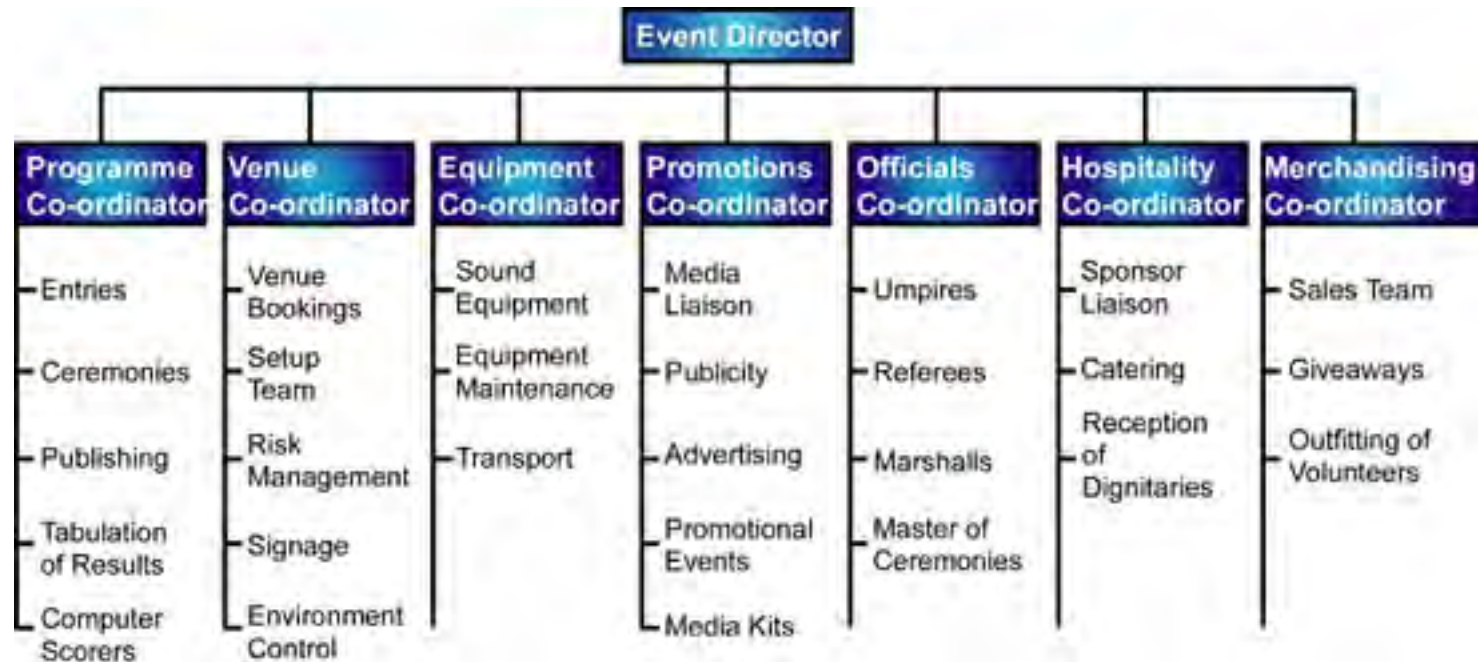 Event Director
Programme
Co-ordinator
Entries
Ceremonies
Publishing
Tabulation
of Results
Computer
Scorers
Venue
Co-ordinator
Venue
Bookings
Setup
Team
Risk
Management
Signage
Environment
Control
Equipment
Co-ordinator
Sound
Equipment
Equipment
Maintenance
Transport
Promotions
Co-ordinator
Media
Liaison
Publicity
Advertising
Promotional
Events
Media Kits
Officials
Co-ordinator
Umpires
Referees
Marshalls
Master of
Ceremonies
Hospitality
Co-ordinator
Sponsor
Liaison
Catering
Reception
of
Dignitaries
Merchandising
Co-ordinator
Sales Team
Giveaways
Outfitting of
Volunteers